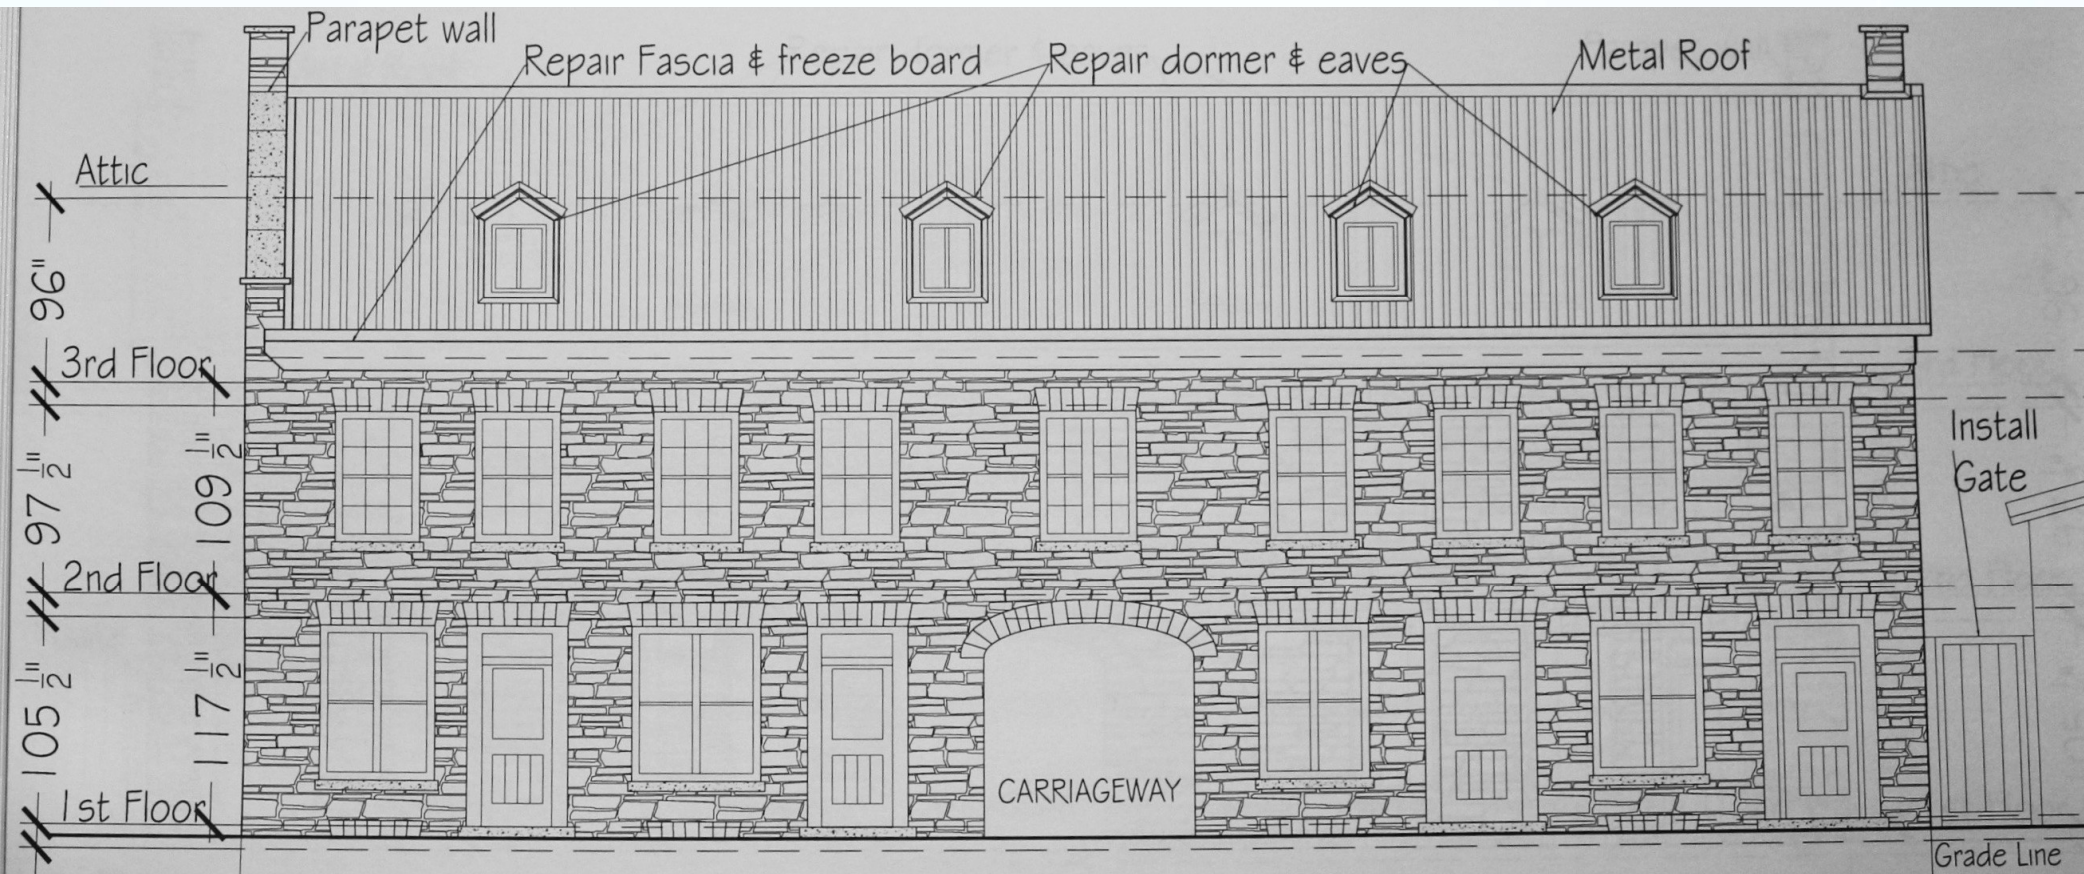 Parapet wall
Repair Fascia & freeze board
Repair dormer & eaves
Metal Roof
Attic
96"
3rd Floor
97 1/2"
109 1/2"
Install
Gate
2nd Floor
105 1/2"
117 1/2"
CARRIAGEWAY
1st Floor
Grade Line